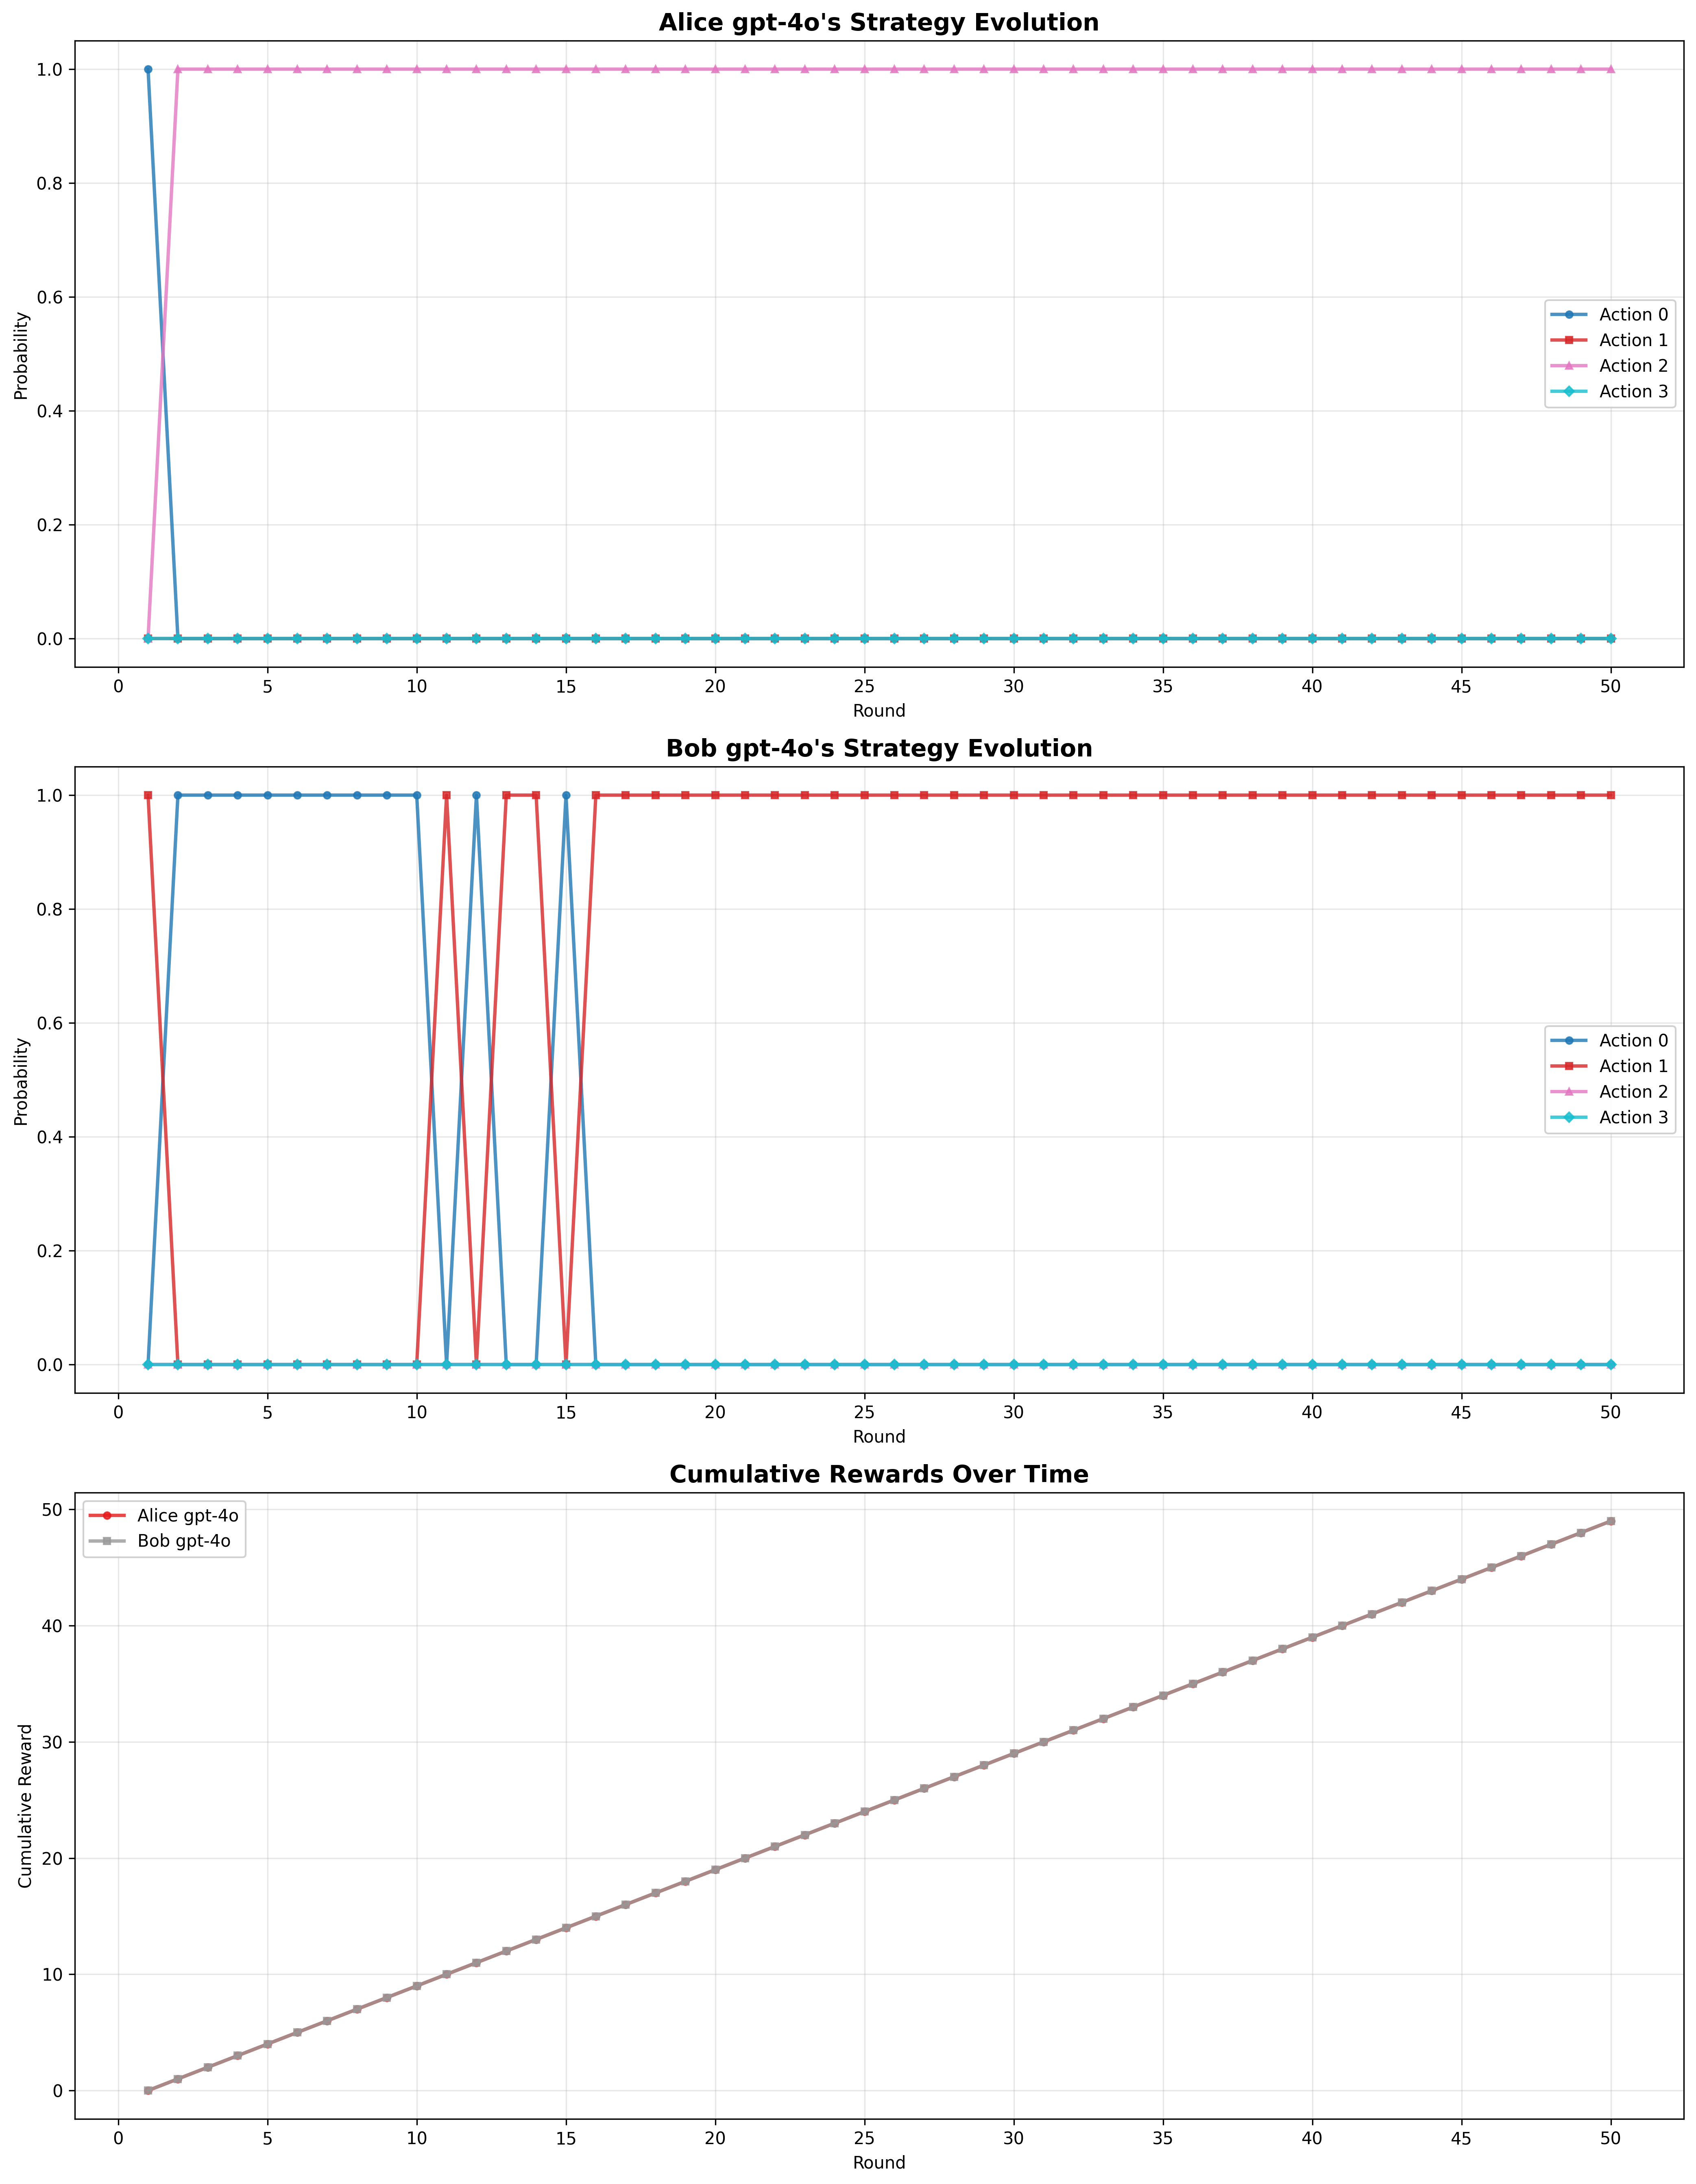 Alice gpt-4o's Strategy Evolution
1.0
0.8
0.6
0.4
0.2
0.0
Probability
Action 0
Action 1
Action 2
Action 3
0 5 10 15 20 25 30 35 40 45 50
Round
Bob gpt-4o's Strategy Evolution
1.0
0.8
0.6
0.4
0.2
0.0
Probability
Action 0
Action 1
Action 2
Action 3
0 5 10 15 20 25 30 35 40 45 50
Round
Cumulative Rewards Over Time
Alice gpt-4o
Bob gpt-4o
50
40
30
20
10
0
Cumulative Reward
0 5 10 15 20 25 30 35 40 45 50
Round